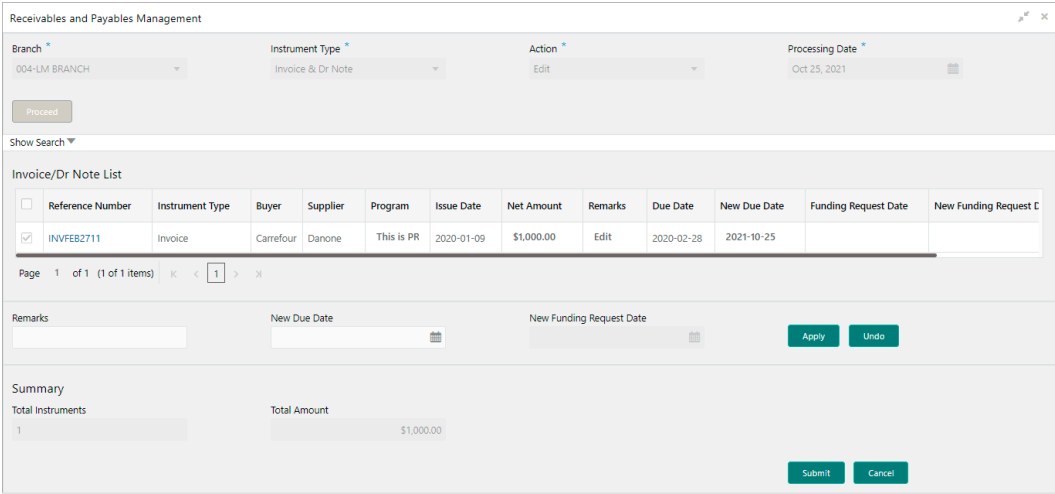 Receivables and Payables Management
Branch * Instrument Type * Action * Processing Date *
004-LM BRANCH Invoice & Dr Note Edit Oct 25, 2021
Proceed
Show Search
Invoice/Dr Note List
Reference Number Instrument Type Buyer Supplier Program Issue Date Net Amount Remarks Due Date New Due Date Funding Request Date New Funding Request D
INVFEB2711 Invoice Carrefour Danone This is PR 2020-01-09 $1,000.00 Edit 2020-02-28 2021-10-25
Page 1 of 1 (1 of 1 items) 1
Remarks New Due Date New Funding Request Date
Apply Undo
Summary
Total Instruments Total Amount
1 $1,000.00
Submit Cancel